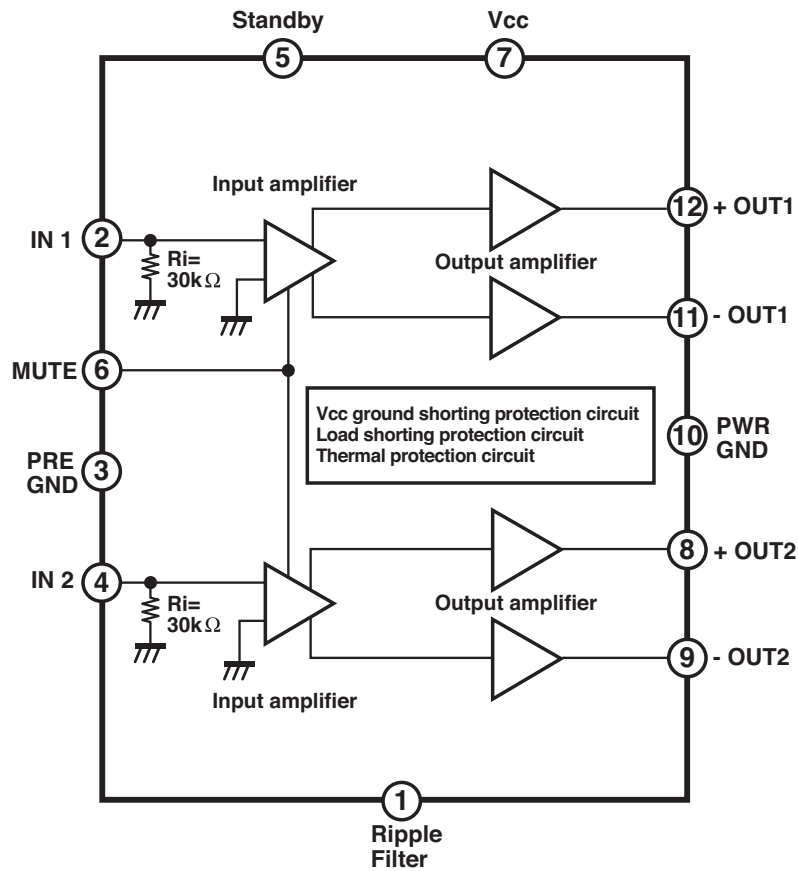 Standby
Vcc
5
7
Input amplifier
12
+ OUT1
IN 1
2
Ri=
30kΩ
Output amplifier
11
- OUT1
MUTE
6
Vcc ground shorting protection circuit
Load shorting protection circuit
Thermal protection circuit
10
PWR
GND
PRE
GND
3
8
+ OUT2
IN 2
4
Ri=
30kΩ
Output amplifier
9
- OUT2
Input amplifier
1
Ripple
Filter